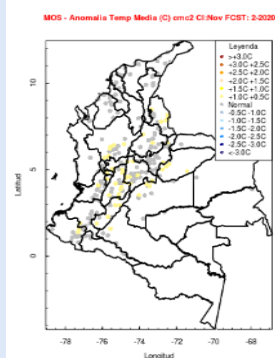 MOS - Anomalia Temp Media (C) cmc2 CI:Nov FCST: 2-2020
Leyenda
>+3.0C
+3.0C+2.5C
+2.5C+2.0C
+2.0C+1.5C
+1.5C+1.0C
+1.0C+0.5C
Normal
-0.5C -1.0C
-1.0C -1.5C
-1.5C -2.0C
-2.0C -2.5C
-2.5C -3.0C
<-3.0C
10
5
0
Latitud
-78 -76 -74 -72 -70 -68
Longitud